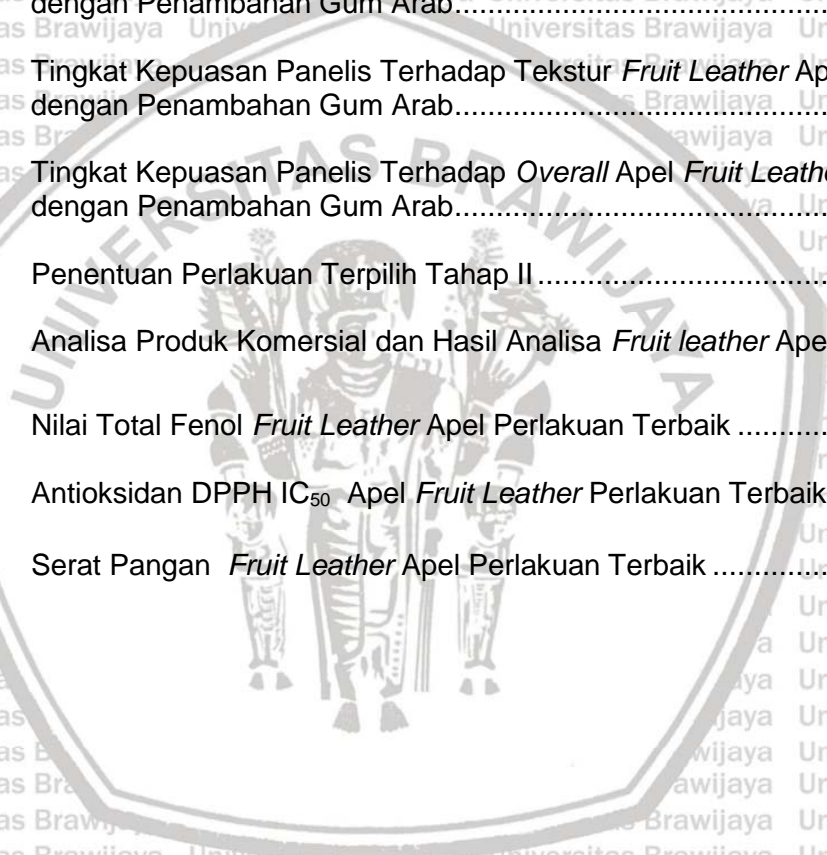 dengan Penambahan Gum Arab..........................................
Tingkat Kepuasan Panelis Terhadap Tekstur Fruit Leather Ap
dengan Penambahan Gum Arab..........................................
Tingkat Kepuasan Panelis Terhadap Overall Apel Fruit Leathe
dengan Penambahan Gum Arab..........................................
Penentuan Perlakuan Terpilih Tahap II................................
Analisa Produk Komersial dan Hasil Analisa Fruit leather Ape
Nilai Total Fenol Fruit Leather Apel Perlakuan Terbaik ..........
Antioksidan DPPH IC₅₀ Apel Fruit Leather Perlakuan Terbaik
Serat Pangan Fruit Leather Apel Perlakuan Terbaik .............
UNIVERSITAS BRAWIJAYA